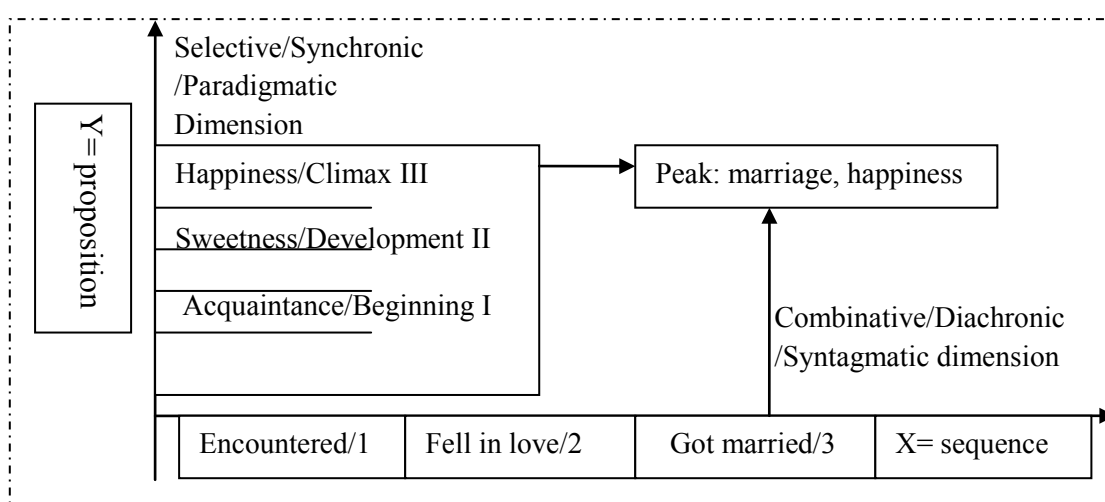 Selective/Synchronic
/Paradigmatic
Dimension
Y= proposition
Happiness/Climax III
Peak: marriage, happiness
Sweetness/Development II
Acquaintance/Beginning I
Combinative/Diachronic
/Syntagmatic dimension
Encountered/1
Fell in love/2
Got married/3
X= sequence